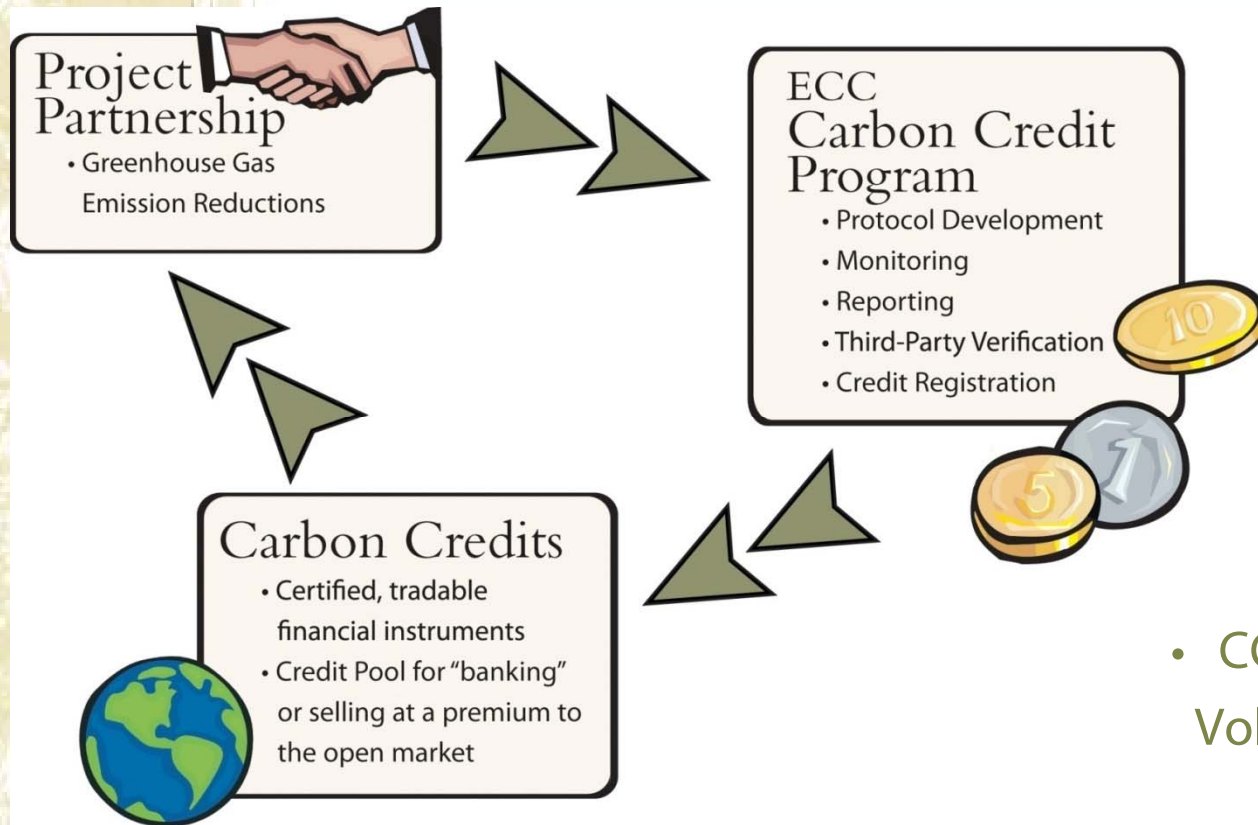 Project
Partnership
• Greenhouse Gas
Emission Reductions
ECC
Carbon Credit
Program
• Protocol Development
• Monitoring
• Reporting
• Third-Party Verification
• Credit Registration
10
5
1
Carbon Credits
• Certified, tradable
financial instruments
• Credit Pool for “banking”
or selling at a premium to
the open market